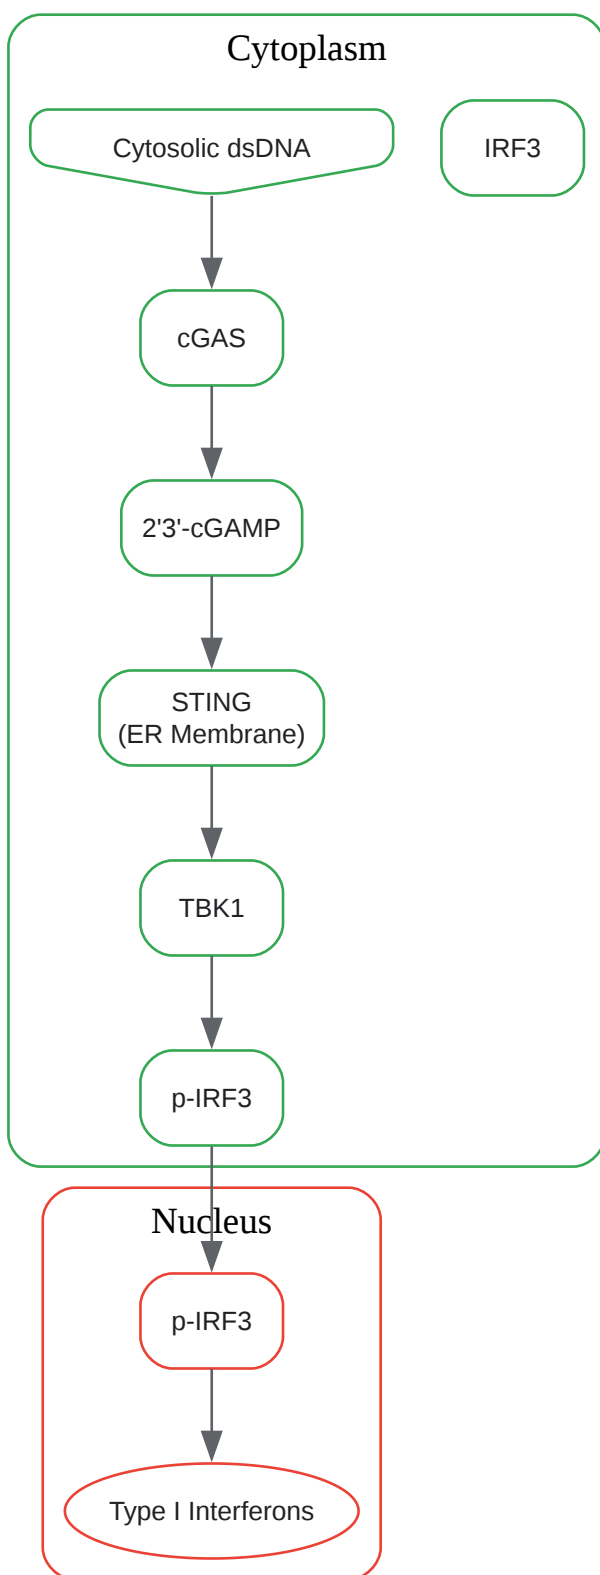 Cytoplasm
Cytosolic dsDNA
IRF3
cGAS
2'3'-cGAMP
STING
(ER Membrane)
TBK1
p-IRF3
Nucleus
p-IRF3
Type I Interferons